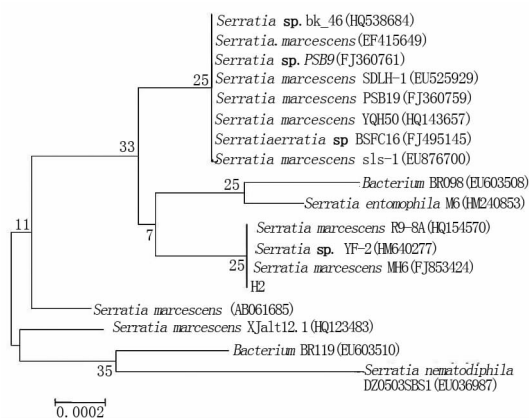 Serratia sp. bk_46(HQ538684)
Serratia. marcescens(EF415649)
Serratia sp. PSB9(FJ360761)
25
Serratia marcescens SDLH-1(EU525929)
Serratia marcescens PSB19(FJ360759)
Serratia marcescens YQH50(HQ143657)
Serratiaerratia sp BSFC16(FJ495145)
33
Serratia marcescens sls-1(EU876700)
25
Bacterium BR098(EU603508)
Serratia entomophila M6(HM240853)
11
Serratia marcescens R9-8A(HQ154570)
7
Serratia sp. YF-2(HM640277)
25
Serratia marcescens MH6(FJ853424)
H2
Serratia marcescens (AB061685)
Serratia marcescens XJalt12.1(HQ123483)
Bacterium BR119(EU603510)
35
Serratia nematodiphila
DZ0503SBS1(EU036987)
0.0002